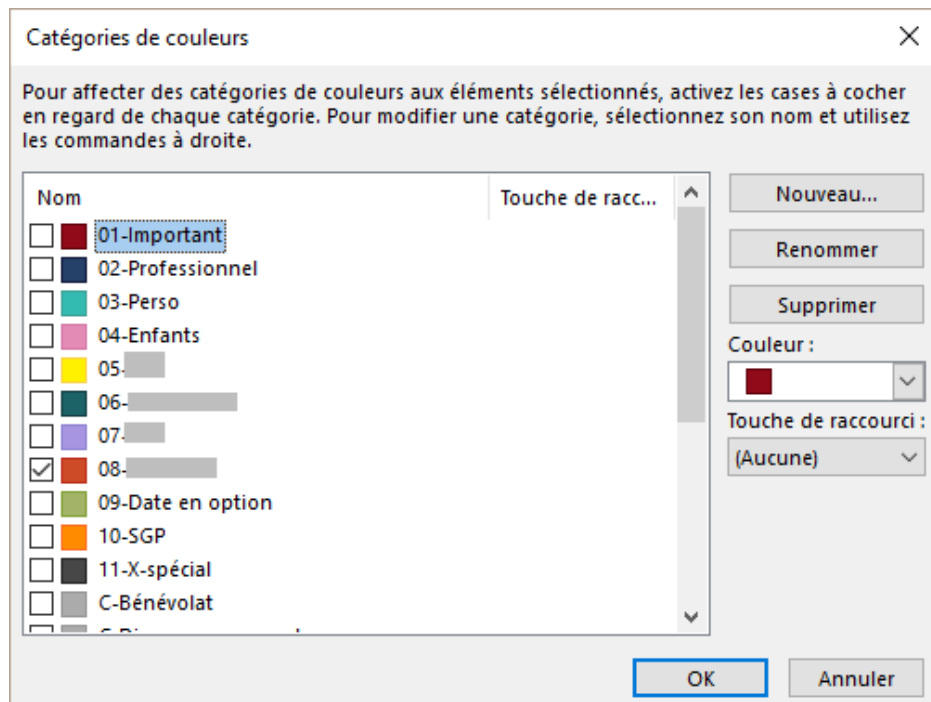 Catégories de couleurs
Pour affecter des catégories de couleurs aux éléments sélectionnés, activez les cases à cocher
en regard de chaque catégorie. Pour modifier une catégorie, sélectionnez son nom et utilisez
les commandes à droite.
Nom Touche de racc...
01-Important
02-Professionnel
03-Perso
04-Enfants
05-
06-
07-
08-
09-Date en option
10-SGP
11-X-spécial
C-Bénévolat
Nouveau...
Renommer
Supprimer
Couleur :
Touche de raccourci :
(Aucune)
OK Annuler